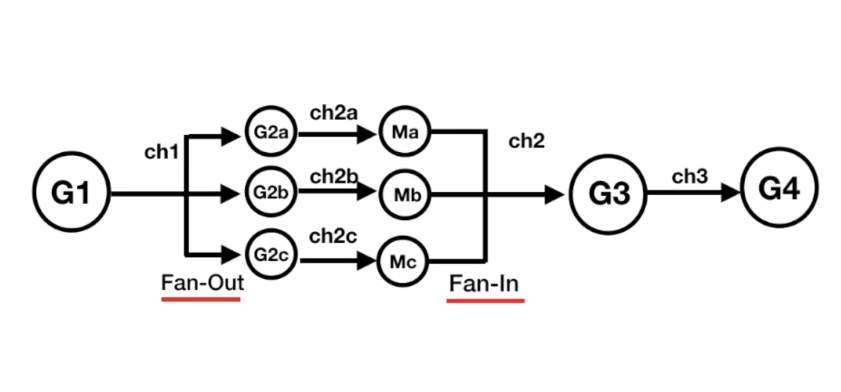 G1
ch1
G2a
G2b
G2c
Fan-Out
ch2a
ch2b
ch2c
Ma
Mb
Mc
Fan-In
ch2
G3
ch3
G4